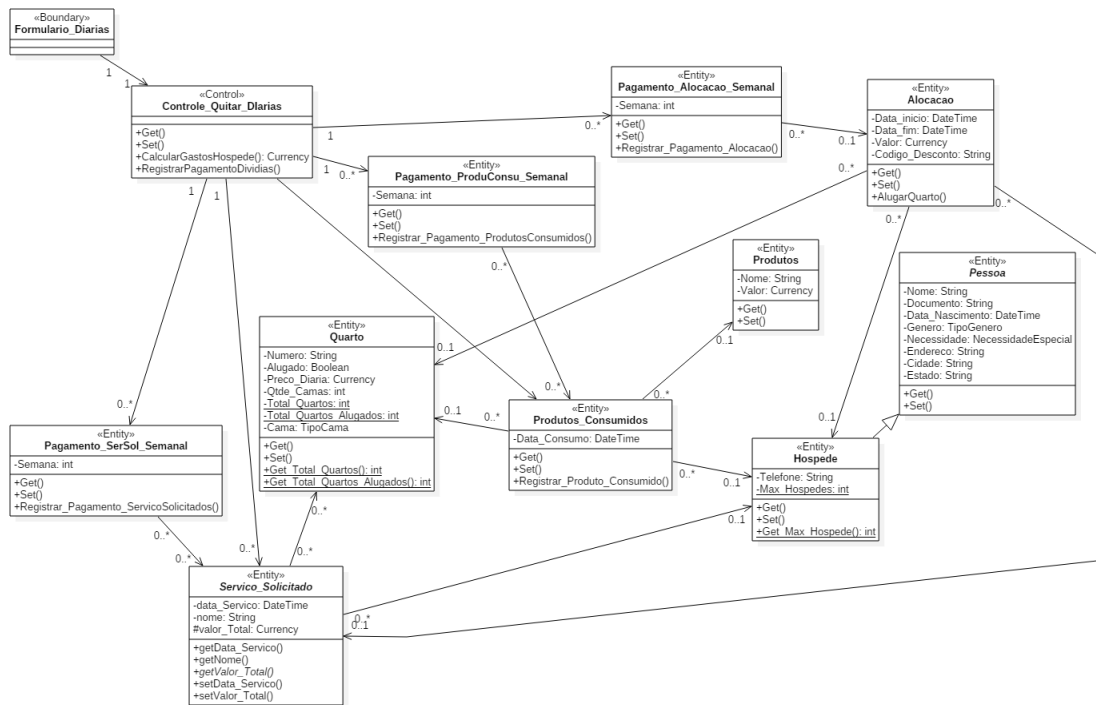 «Boundary»
Formulario_Diarias
1
1
«Control»
Controle_Quitar_DIarias
+Get()
+Set()
+CalcularGastosHospede(): Currency
+RegistrarPagamentoDividias()
1
0..*
1
0..*
1
1
«Entity»
Pagamento_Alocacao_Semanal
-Semana: int
+Get()
+Set()
+Registrar_Pagamento_Alocacao()
0..*
0..1
«Entity»
Alocacao
-Data_inicio: DateTime
-Data_fim: DateTime
-Valor: Currency
-Codigo_Desconto: String
+Get()
+Set()
+AlugarQuarto()
0..*
0..*
0..*
«Entity»
Pagamento_ProduConsu_Semanal
-Semana: int
+Get()
+Set()
+Registrar_Pagamento_ProdutosConsumidos()
0..*
0..*
«Entity»
Produtos
-Nome: String
-Valor: Currency
+Get()
+Set()
0..1
«Entity»
Pessoa
-Nome: String
-Documento: String
-Data_Nascimento: DateTime
-Genero: TipoGenero
-Necessidade: NecessidadeEspecial
-Endereco: String
-Cidade: String
-Estado: String
+Get()
+Set()
«Entity»
Quarto
-Numero: String
-Alugado: Boolean
-Preco_Diaria: Currency
-Qtde_Camas: int
-Total_Quartos: int
-Total_Quartos_Alugados: int
-Cama: TipoCama
+Get()
+Set()
+Get_Total_Quartos(): int
+Get_Total_Quartos_Alugados(): int
0..1
0..1
0..*
0..*
«Entity»
Produtos_Consumidos
-Data_Consumo: DateTime
+Get()
+Set()
+Registrar_Produto_Consumido()
0..*
0..*
0..1
0..1
«Entity»
Hospede
-Telefone: String
-Max_Hospedes: int
+Get()
+Set()
+Get_Max_Hospede(): int
0..1
0..*
«Entity»
Pagamento_SerSol_Semanal
-Semana: int
+Get()
+Set()
+Registrar_Pagamento_ServicoSolicitados()
0..*
0..*
0..*
0..*
0..*
«Entity»
Servico_Solicitado
-data_Servico: DateTime
-nome: String
#valor_Total: Currency
+getData_Servico()
+getNome()
+getValor_Total()
+setData_Servico()
+setValor_Total()
0..*
0..1